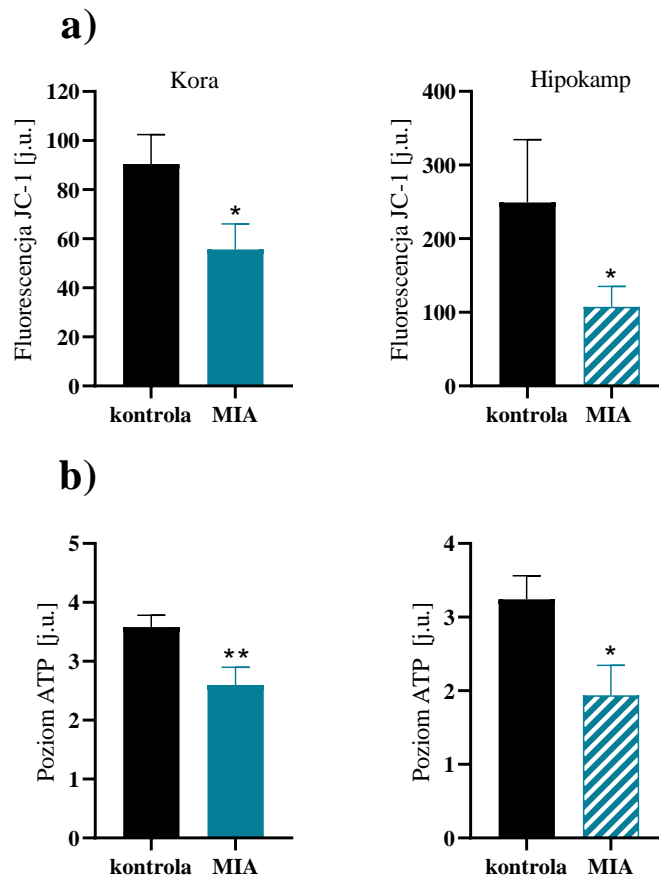 a)
Kora
Fluorescencja JC-1 [j.u.]
120
100
80
60
40
20
0
*
kontrola MIA
Hipokamp
Fluorescencja JC-1 [j.u.]
400
300
200
100
0
*
kontrola MIA
b)
Poziom ATP [j.u.]
5
4
3
2
1
0
**
kontrola MIA
Poziom ATP [j.u.]
4
3
2
1
0
*
kontrola MIA